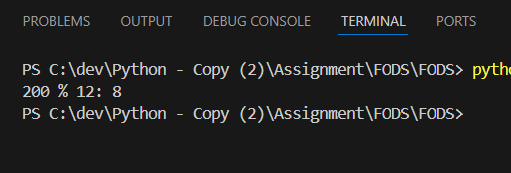 PROBLEMS OUTPUT DEBUG CONSOLE TERMINAL PORTS
PS C:\dev\Python - Copy (2)\Assignment\FODS\FODS> pytho
200 % 12: 8
PS C:\dev\Python - Copy (2)\Assignment\FODS\FODS>